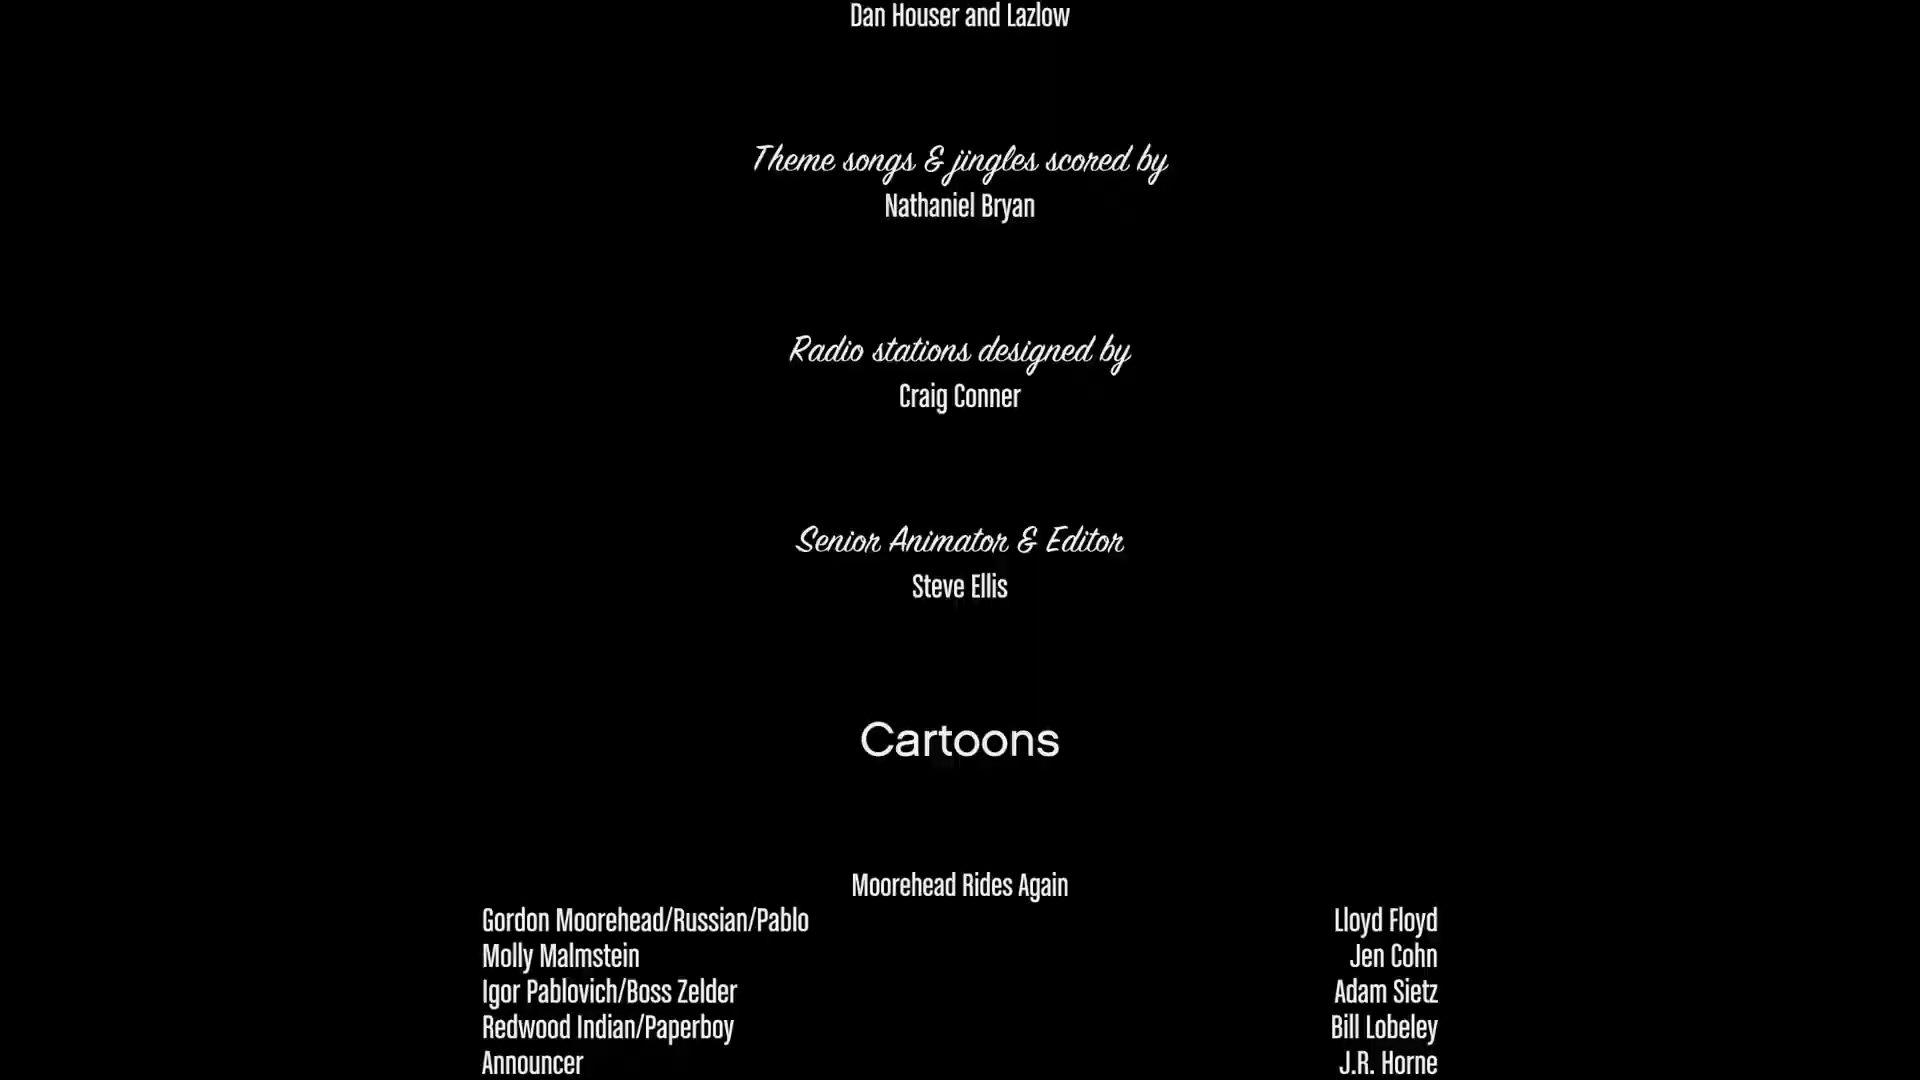 Dan Houser and Lazlow
Theme songs & jingles scored by
Nathaniel Bryan
Radio stations designed by
Craig Conner
Senior Animator & Editor
Steve Ellis
Cartoons
Moorehead Rides Again
Gordon Moorehead/Russian/Pablo Lloyd Floyd
Molly Malmstein Jen Cohn
Igor Pablovich/Boss Zelder Adam Sietz
Redwood Indian/Paperboy Bill Lobeley
Announcer J.R. Horne